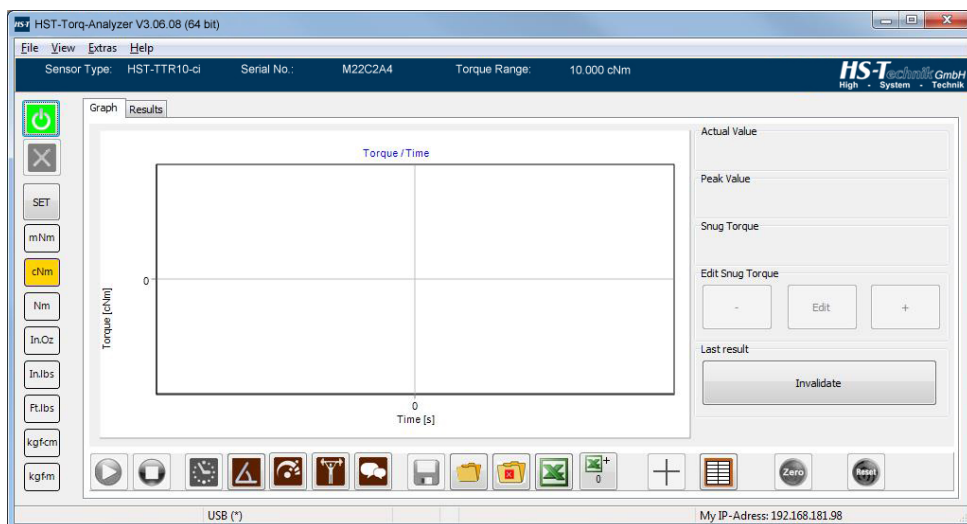 HST HST-Torq-Analyzer V3.06.08 (64 bit)
File View Extras Help
Sensor Type: HST-TTR10-ci Serial No.: M22C2A4 Torque Range: 10.000 cNm
HS-Technik GmbH
High - System - Technik
Graph Results
SET
mNm
cNm
Nm
In.Oz
In.lbs
Ft.lbs
kgf-cm
kgf-m
Torque / Time
0
Torque [cNm]
0
Time [s]
Actual Value
Peak Value
Snug Torque
Edit Snug Torque
- Edit +
Last result
Invalidate
0
Zero
Reset
USB (*) My IP-Adress: 192.168.181.98